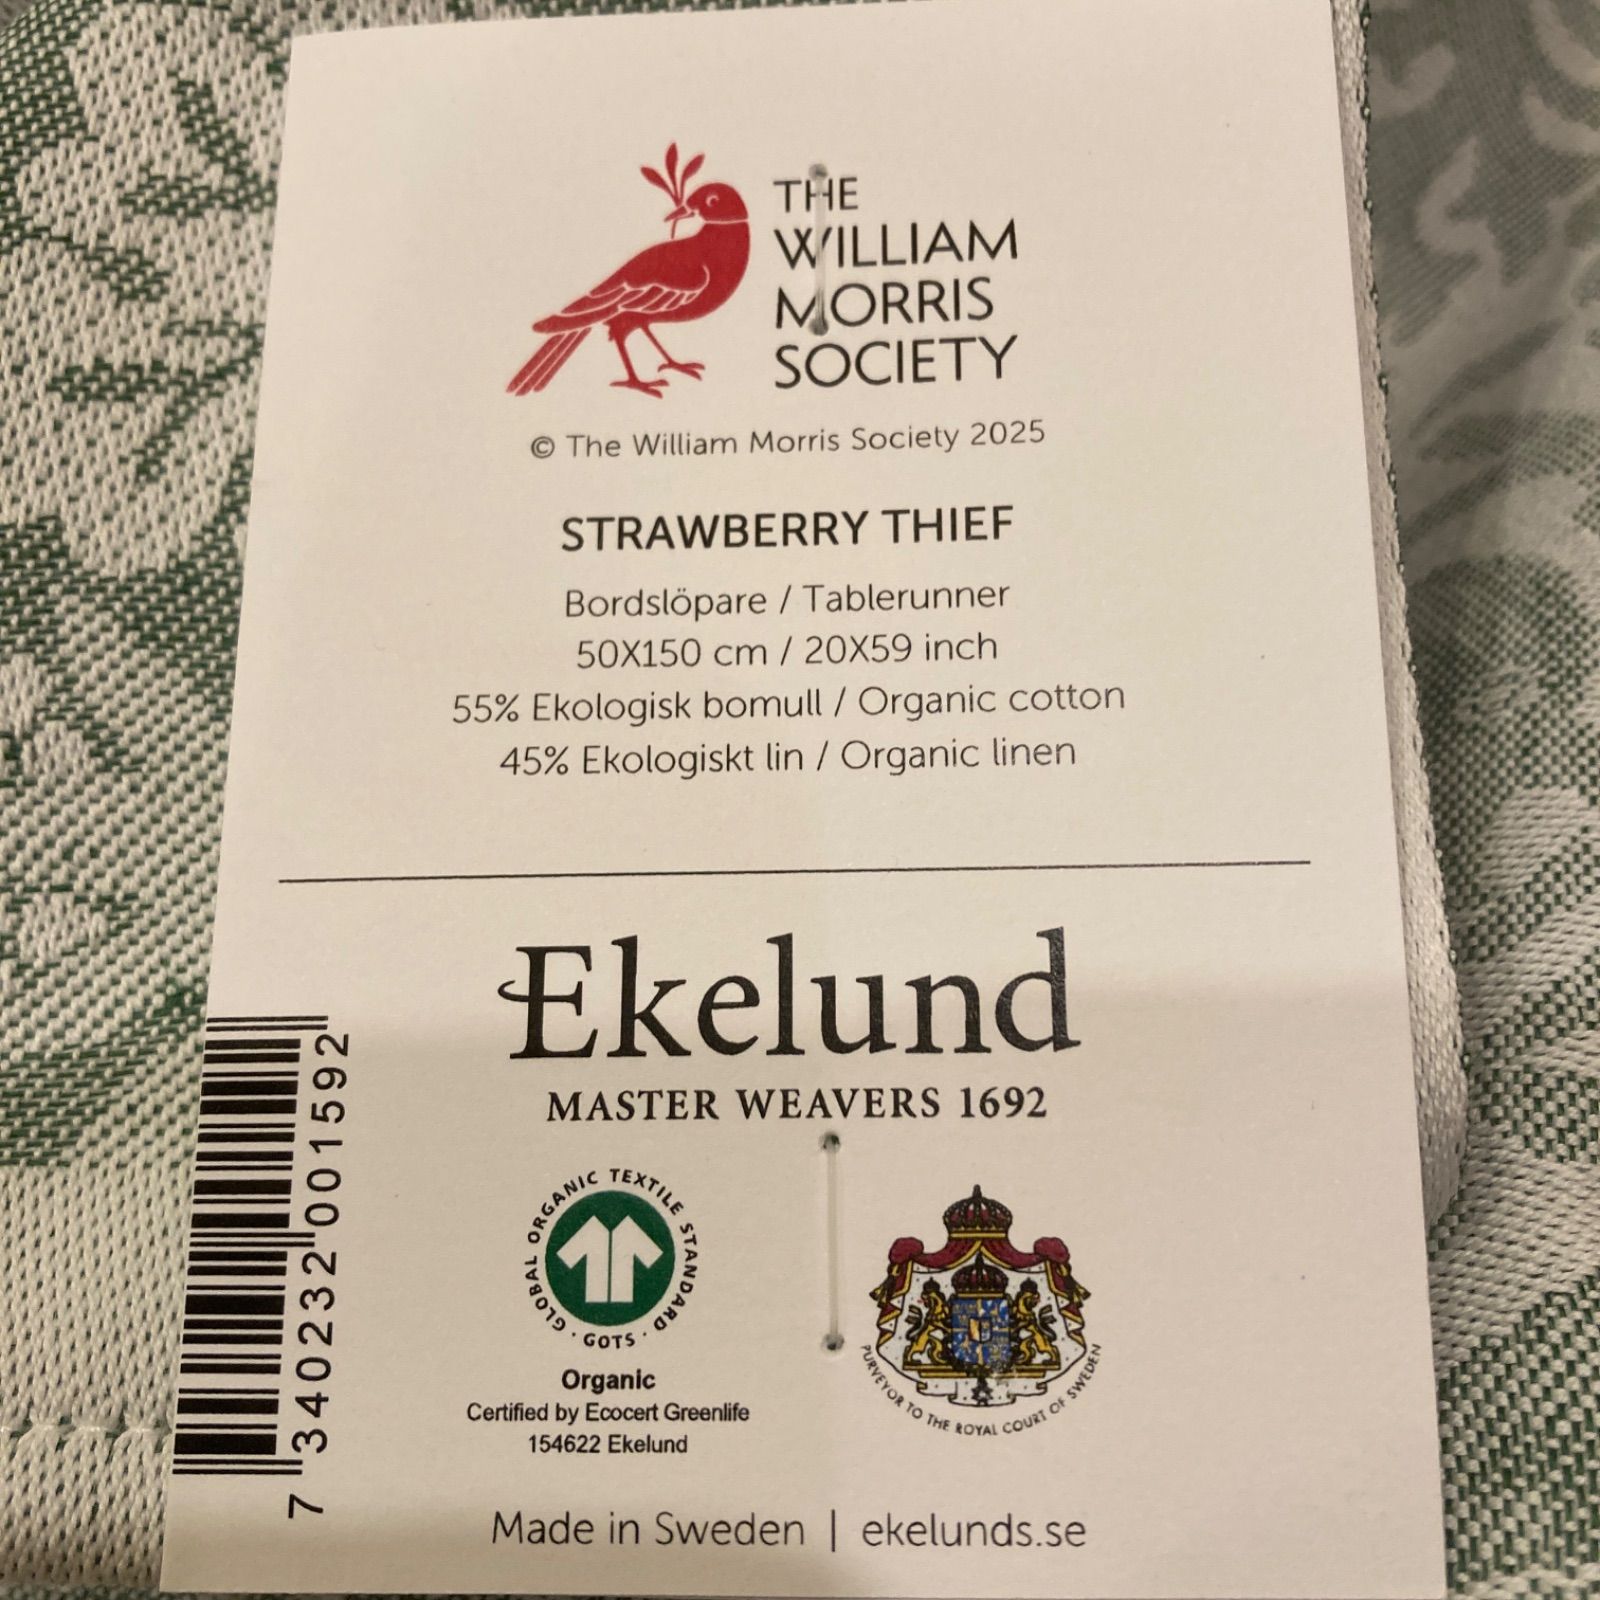 THE
WILLIAM
MORRIS
SOCIETY
© The William Morris Society 2025
STRAWBERRY THIEF
Bordslöpare / Tablerunner
50X150 cm / 20X59 inch
55% Ekologisk bomull / Organic cotton
45% Ekologiskt lin / Organic linen
Ekelund
MASTER WEAVERS 1692
7 340232 001592
GLOBAL ORGANIC TEXTILE STANDARD · GOTS ·
Organic
Certified by Ecocert Greenlife
154622 Ekelund
PURVEYOR TO THE ROYAL COURT OF SWEDEN
Made in Sweden | ekelunds.se